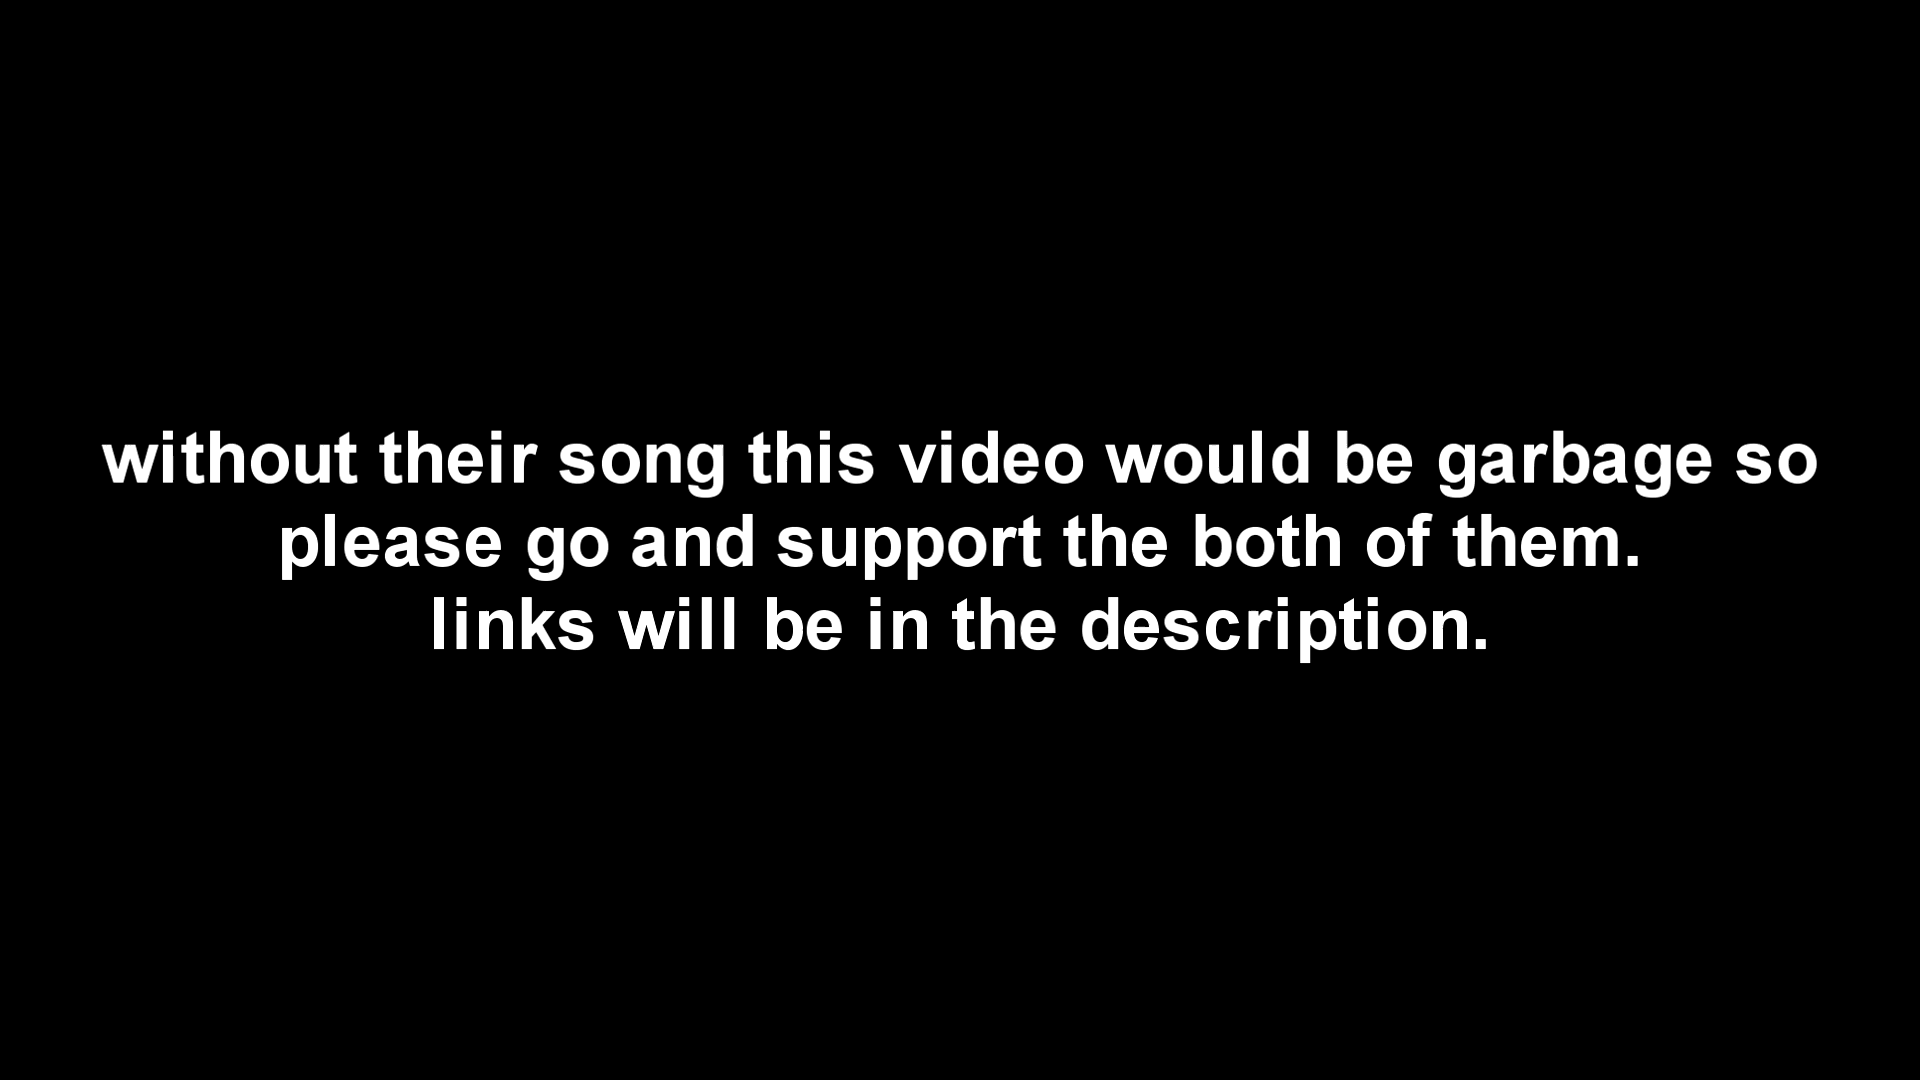 without their song this video would be garbage so
please go and support the both of them.
links will be in the description.